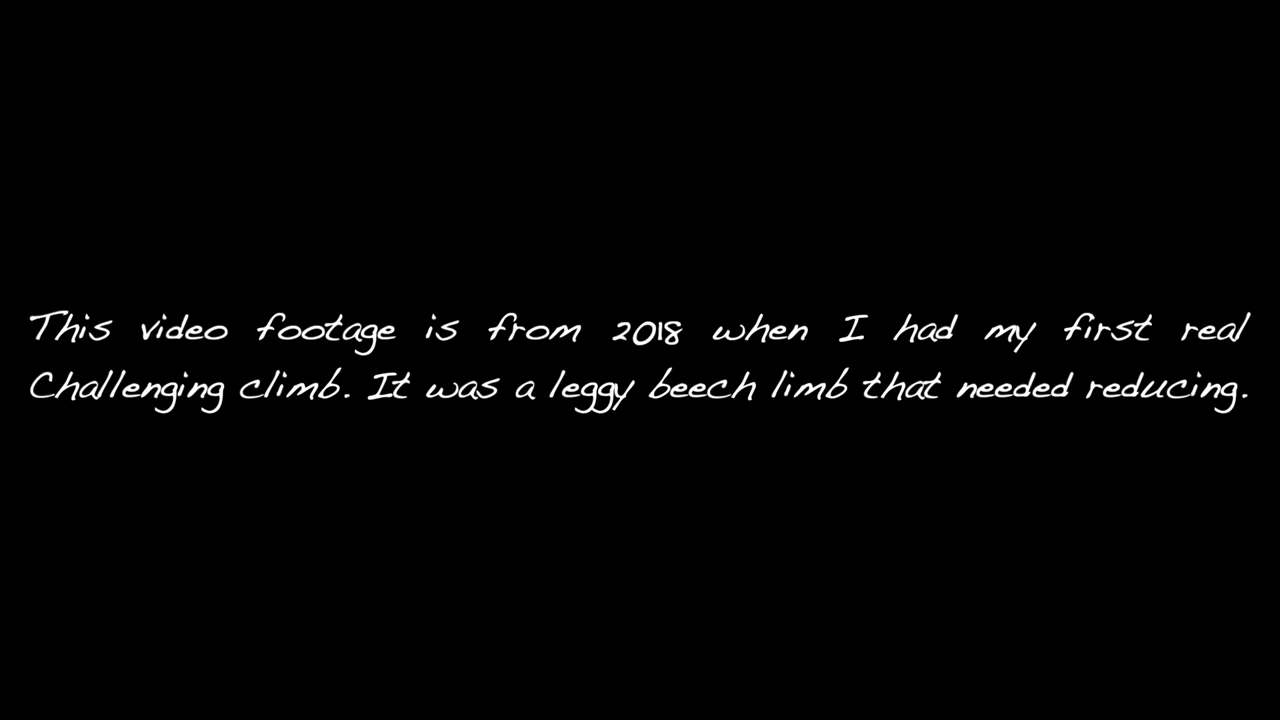 This video footage is from 2018 when I had my first real
Challenging climb. It was a leggy beech limb that needed reducing.